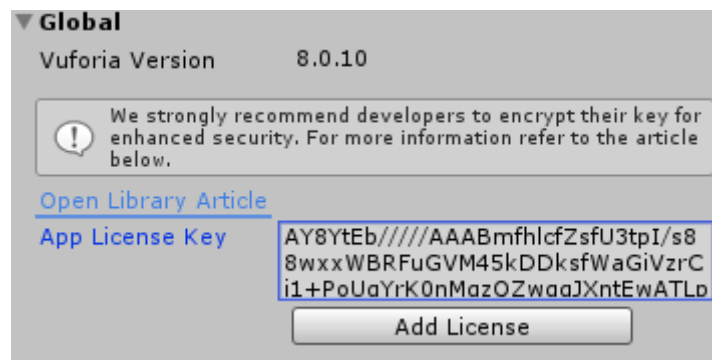 Global
Vuforia Version 8.0.10
We strongly recommend developers to encrypt their key for
enhanced security. For more information refer to the article
below.
Open Library Article
App License Key
AY8YtEb/////AAABmfhlcfZsfU3tpI/s8
8wxxWBRFuGVM45kDDksfWaGiVzrC
Add License